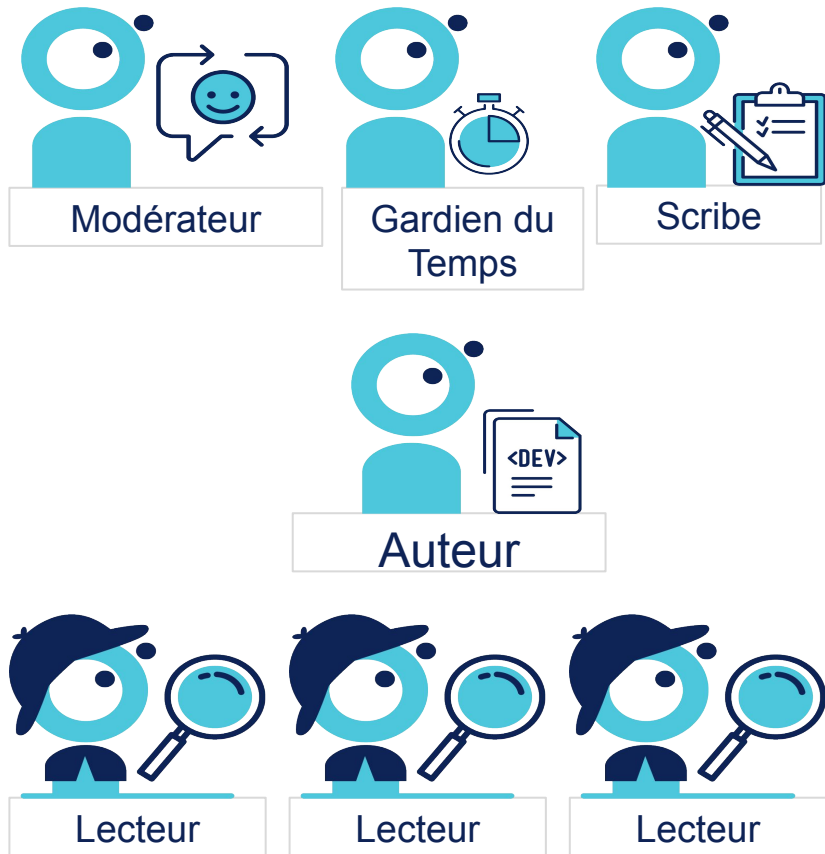 Modérateur
Gardien du
Temps
Scribe
<DEV>
Auteur
Lecteur
Lecteur
Lecteur